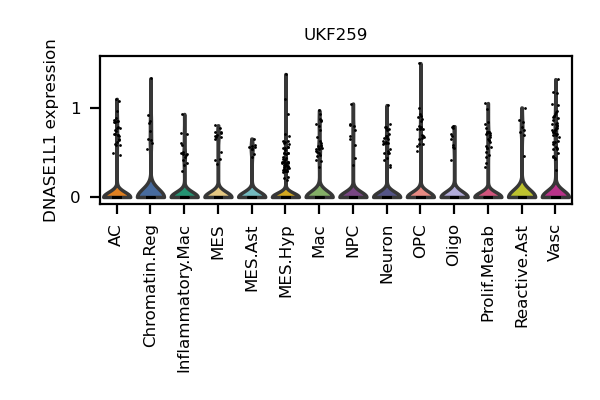 UKF259
DNASE1L1 expression
1
0
AC
Chromatin.Reg
Inflammatory.Mac
MES
MES.Ast
MES.Hyp
Mac
NPC
Neuron
OPC
Oligo
Prolif.Metab
Reactive.Ast
Vasc